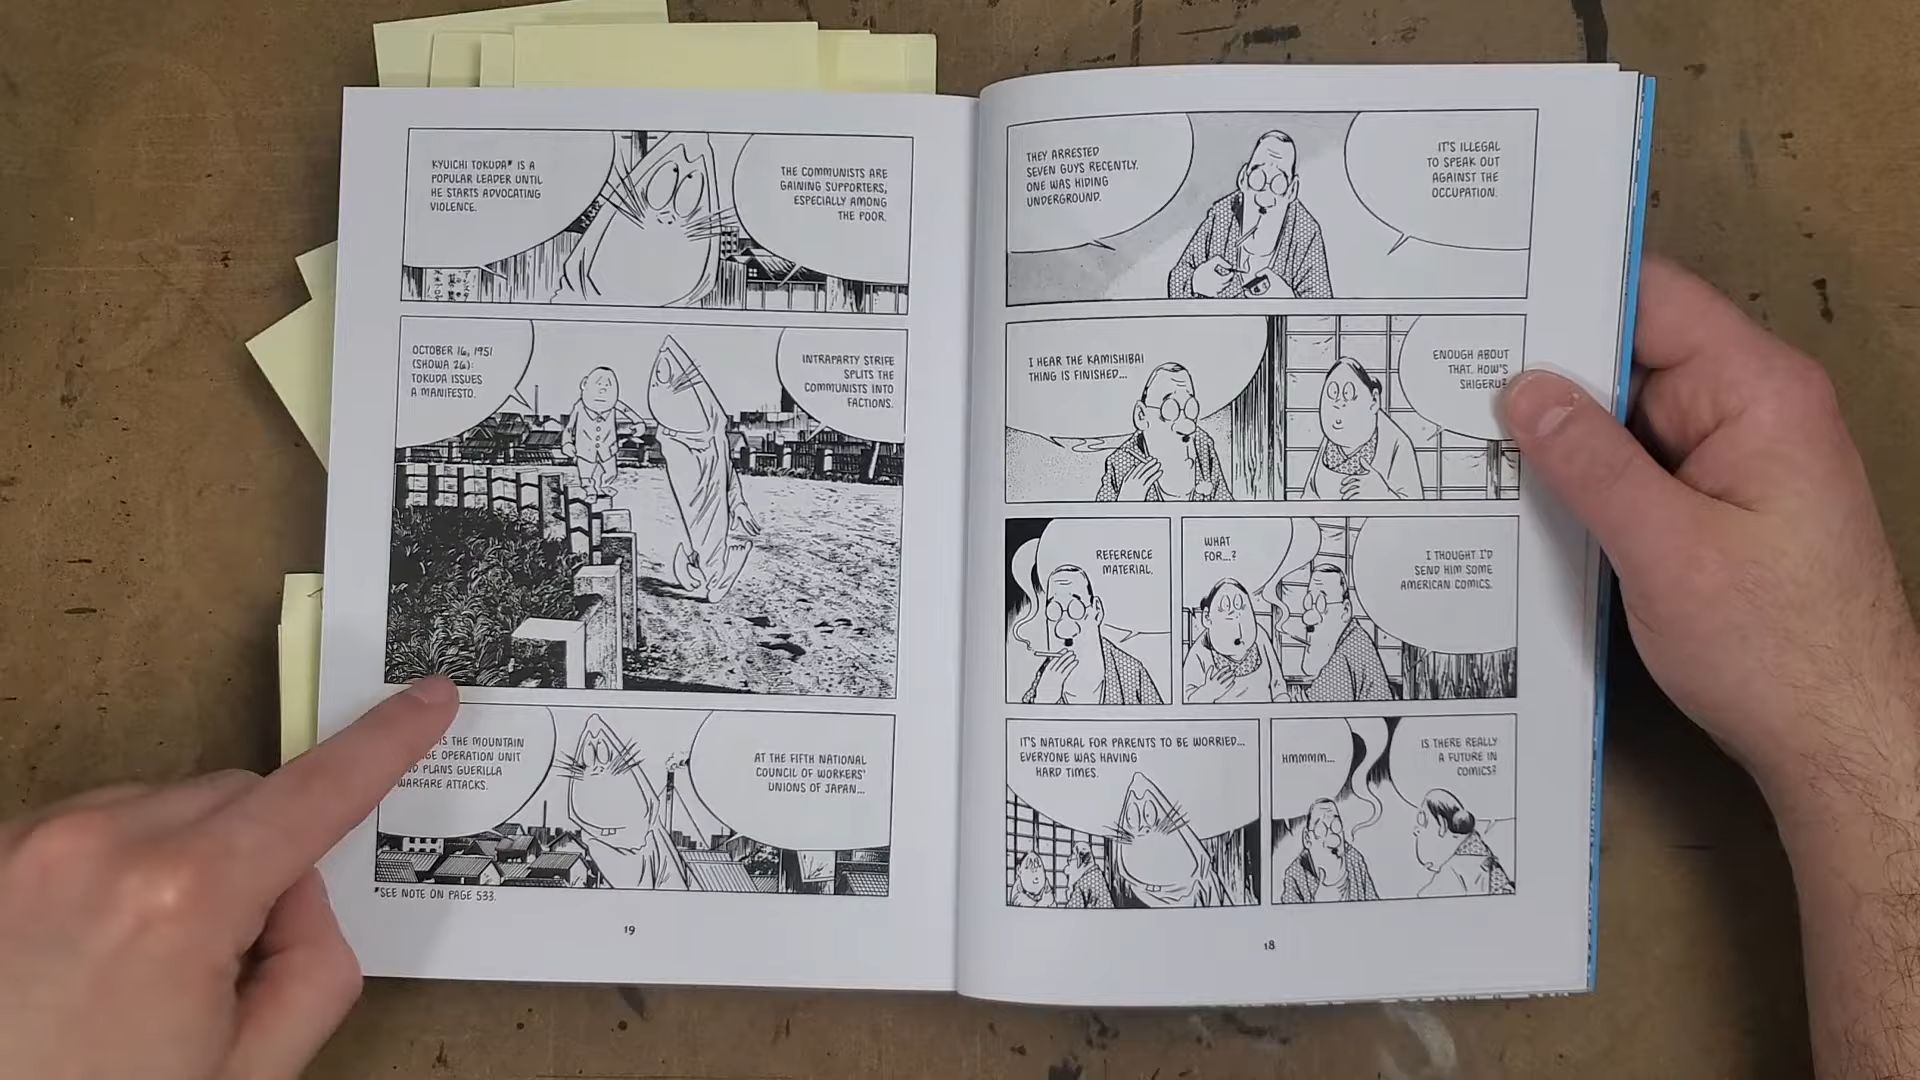 IT'S ILLEGAL
TO SPEAK OUT
AGAINST THE
OCCUPATION.
THEY ARRESTED
SEVEN GUYS RECENTLY.
ONE WAS HIDING
UNDERGROUND.
ENOUGH ABOUT
THAT. HOW'S
SHIGERU?
I HEAR THE KAMISHIBAI
THING IS FINISHED...
I THOUGHT I'D
SEND HIM SOME
AMERICAN COMICS.
WHAT
FOR...?
REFERENCE
MATERIAL.
IS THERE REALLY
A FUTURE IN
COMICS?
HMMMM...
IT'S NATURAL FOR PARENTS TO BE WORRIED...
EVERYONE WAS HAVING
HARD TIMES.
18
THE COMMUNISTS ARE
GAINING SUPPORTERS,
ESPECIALLY AMONG
THE POOR.
KYUICHI TOKUDA* IS A
POPULAR LEADER UNTIL
HE STARTS ADVOCATING
VIOLENCE.
INTRAPARTY STRIFE
SPLITS THE
COMMUNISTS INTO
FACTIONS.
OCTOBER 16, 1951
(SHOWA 26):
TOKUDA ISSUES
A MANIFESTO.
AT THE FIFTH NATIONAL
COUNCIL OF WORKERS'
UNIONS OF JAPAN...
THE MOUNTAIN
OPERATION UNIT
AND PLANS GUERILLA
WARFARE ATTACKS.
*SEE NOTE ON PAGE 533.
19